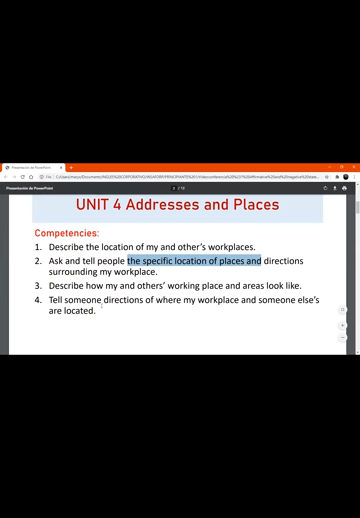 Presentación de PowerPoint
Presentación de PowerPoint
2 / 13
UNIT 4 Addresses and Places
Competencies:
1. Describe the location of my and other's workplaces.
2. Ask and tell people the specific location of places and directions
surrounding my workplace.
3. Describe how my and others' working place and areas look like.
4. Tell someone directions of where my workplace and someone else's
are located.